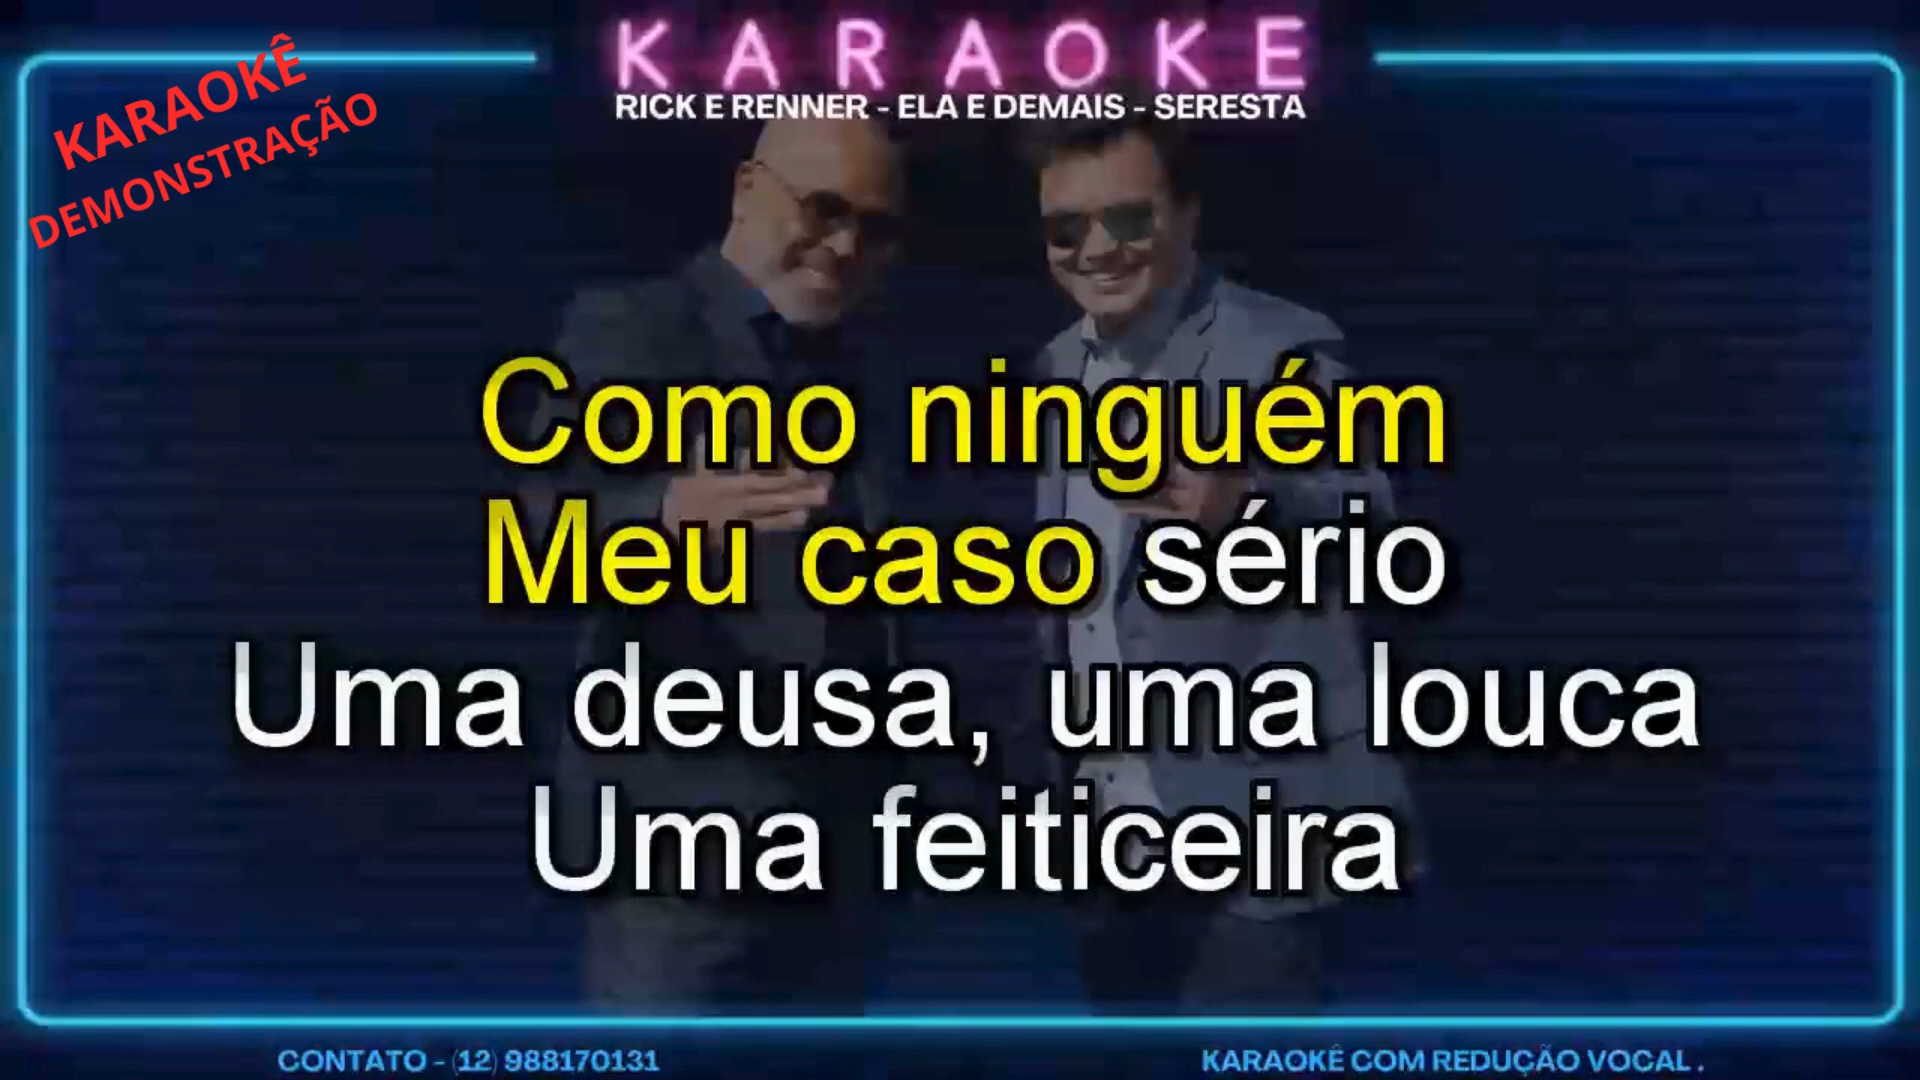 KARAOKE
RICK E RENNER - ELA E DEMAIS - SERESTA
KARAOKÊ
DEMONSTRAÇÃO
Como ninguém
Meu caso sério
Uma deusa, uma louca
Uma feiticeira
CONTATO - (12) 988170131
KARAOKÊ COM REDUÇÃO VOCAL .